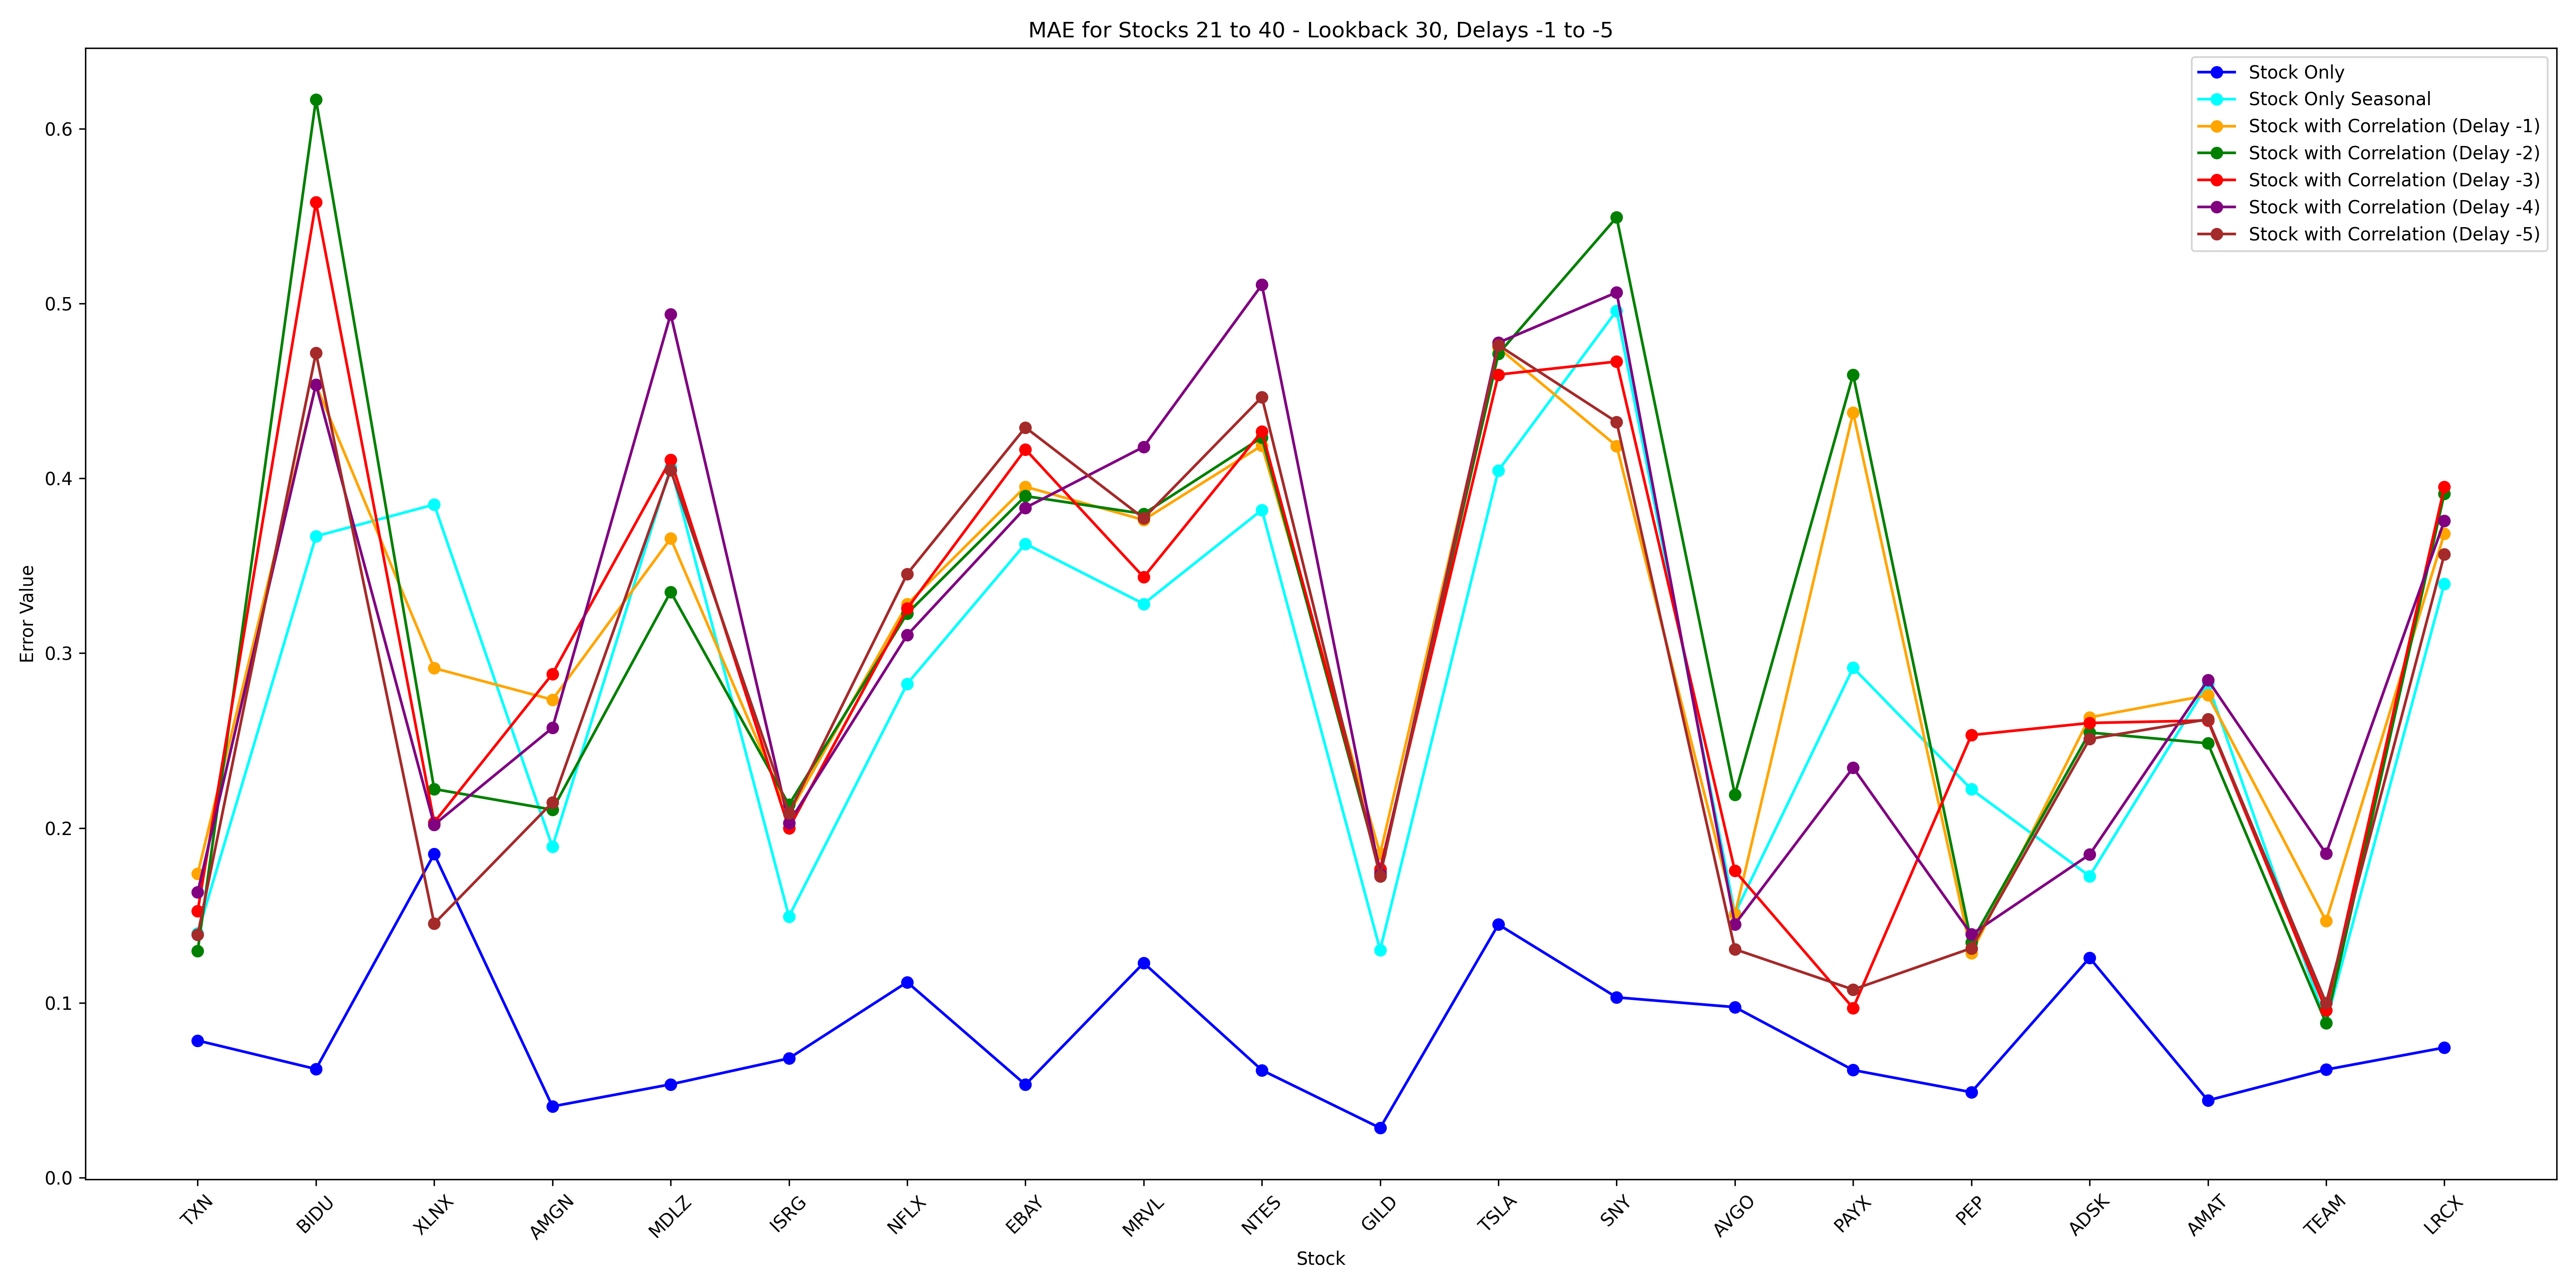 MAE for Stocks 21 to 40 - Lookback 30, Delays -1 to -5
Stock Only
Stock Only Seasonal
Stock with Correlation (Delay -1)
Stock with Correlation (Delay -2)
Stock with Correlation (Delay -3)
Stock with Correlation (Delay -4)
Stock with Correlation (Delay -5)
Error Value
0.6
0.5
0.4
0.3
0.2
0.1
0.0
TXN
BIDU
XLNX
AMGN
MDLZ
ISRG
NFLX
EBAY
MRVL
NTES
GILD
TSLA
SNY
AVGO
PAYX
PEP
ADSK
AMAT
TEAM
LRCX
Stock